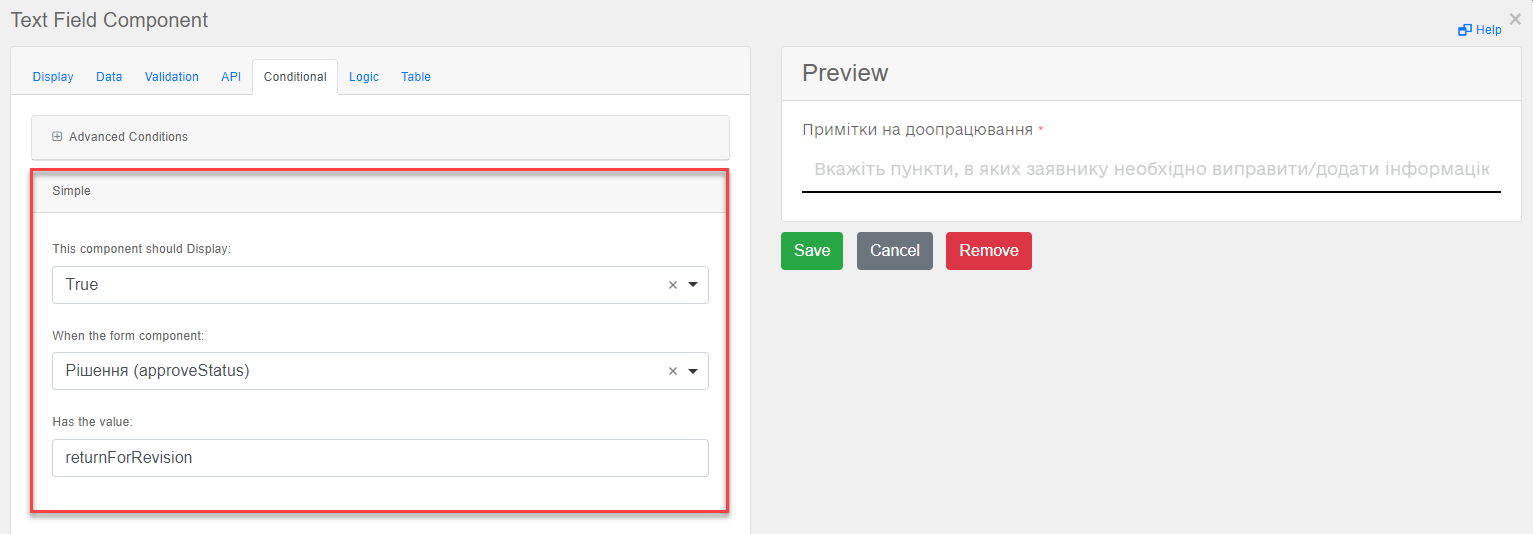 Text Field Component
×
Help
Display Data Validation API Conditional Logic Table
Advanced Conditions
Simple
This component should Display:
True
When the form component:
Рішення (approveStatus)
Has the value:
returnForRevision
Preview
Примітки на доопрацювання *
Вкажіть пункти, в яких заявнику необхідно виправити/додати інформацік
Save Cancel Remove